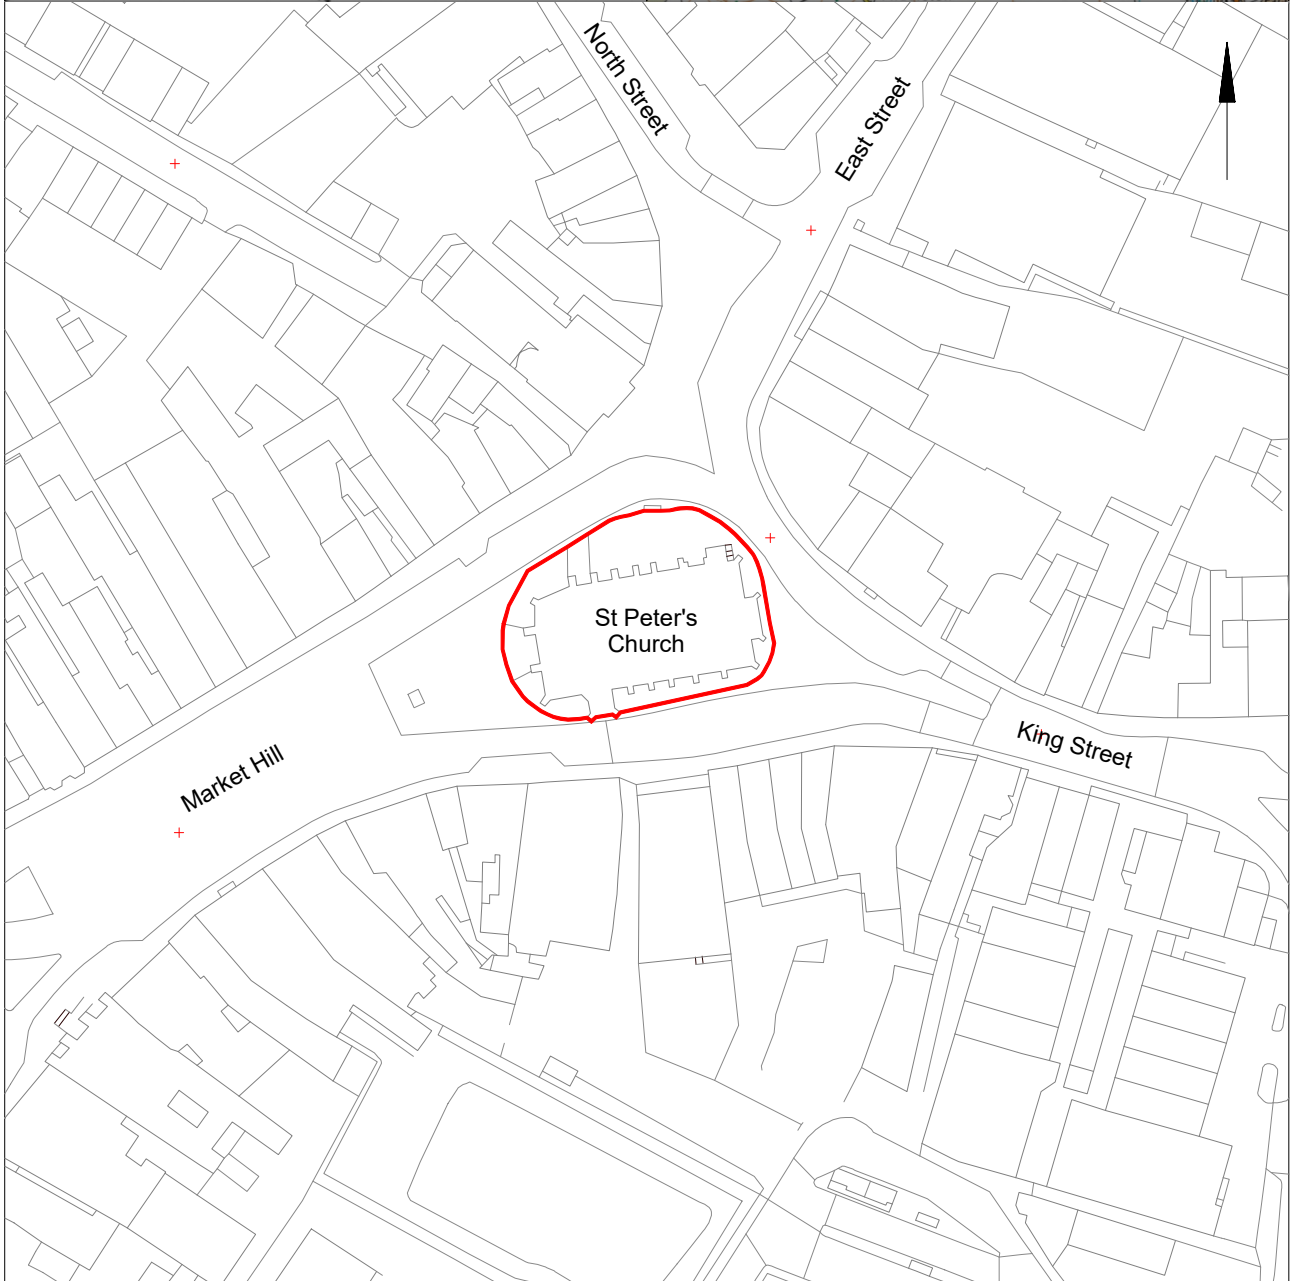 North Street
East Street
St Peter's
Church
King Street
Market Hill